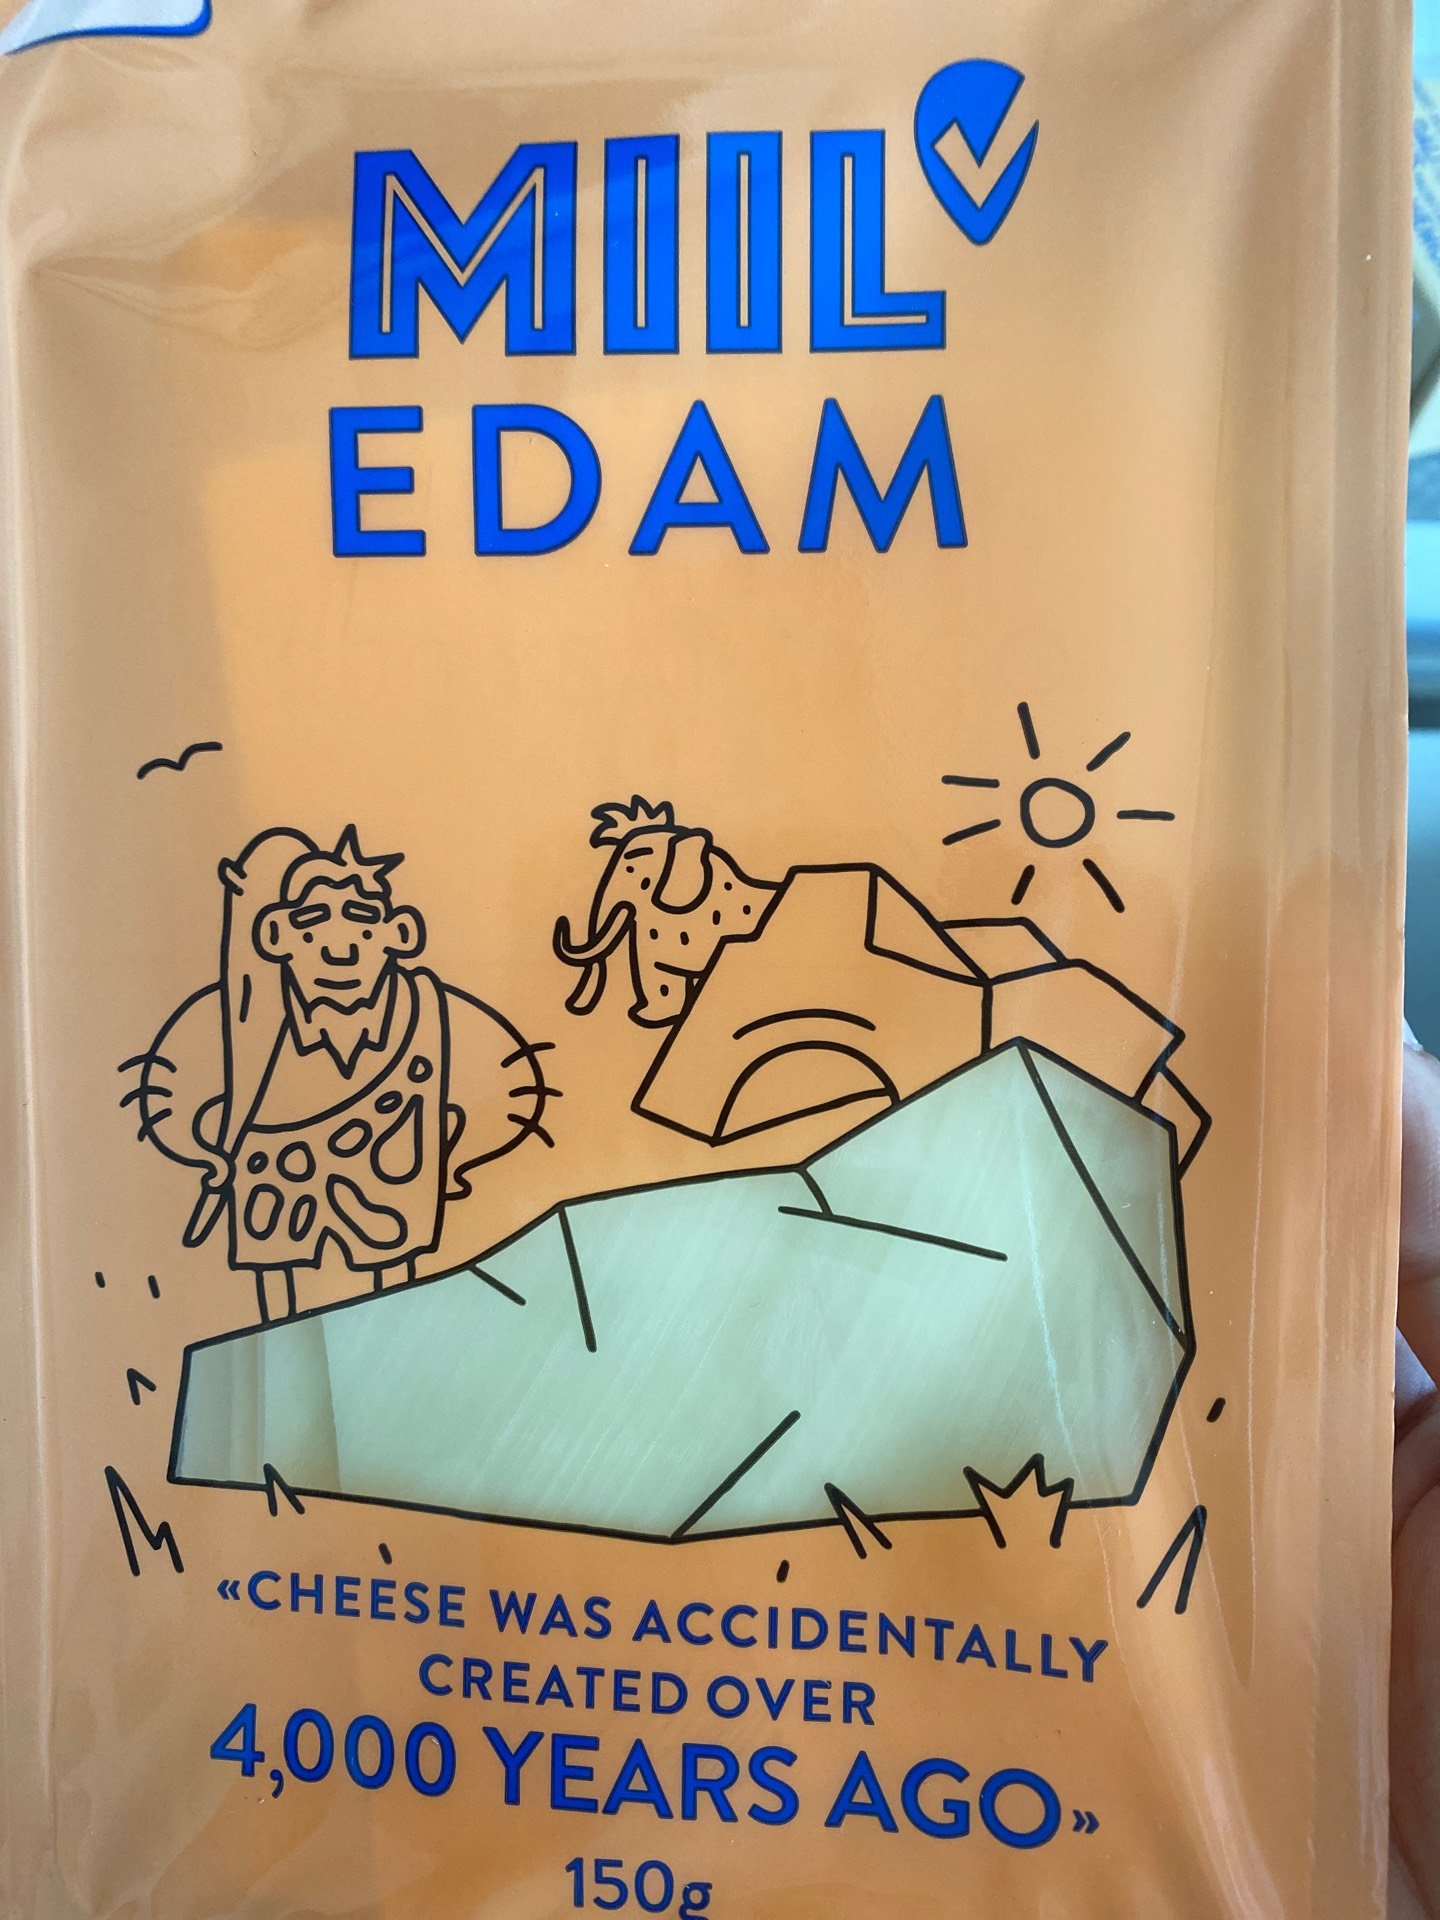 MIIL
EDAM
«CHEESE WAS ACCIDENTALLY
CREATED OVER
4,000 YEARS AGO»
150g